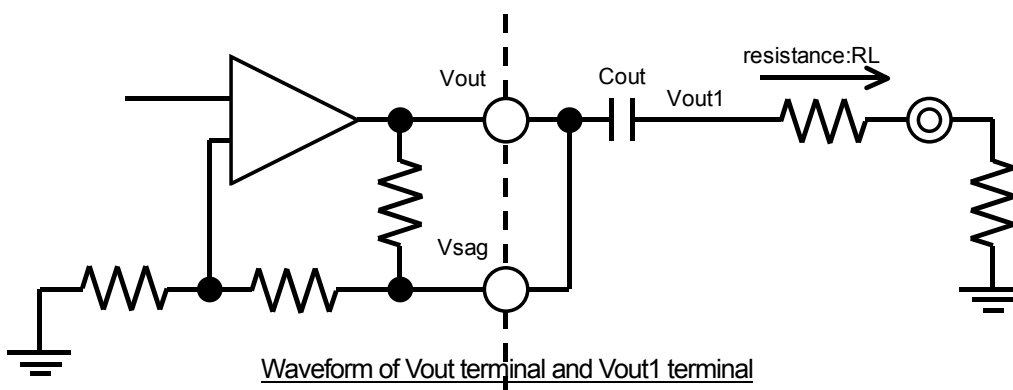 resistance:RL
Vout
Cout
Vout1
Vsag
Waveform of Vout terminal and Vout1 terminal